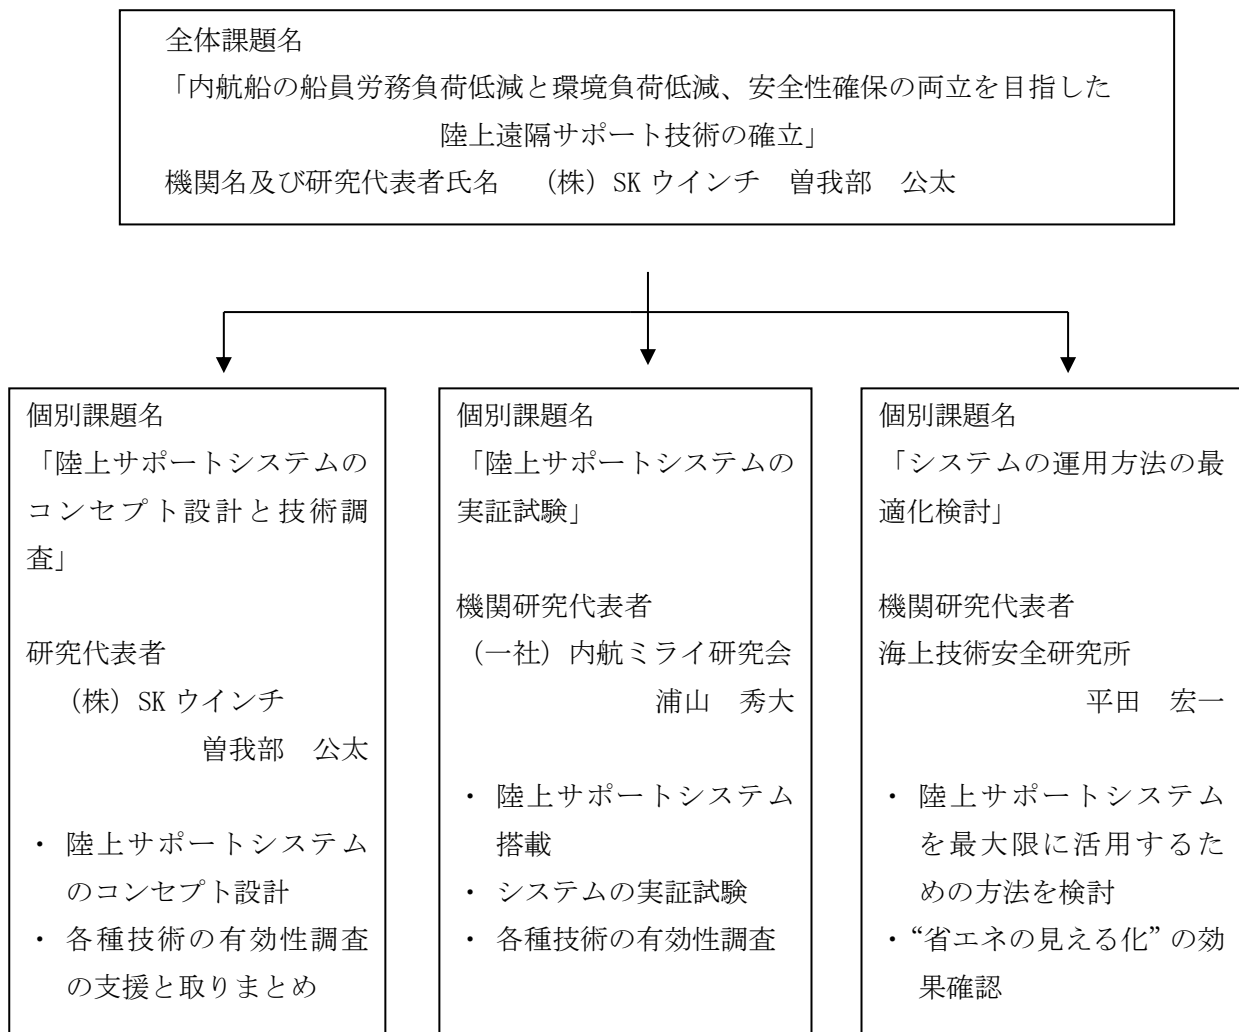 全体課題名
「内航船の船員労務負荷低減と環境負荷低減、安全性確保の両立を目指した
陸上遠隔サポート技術の確立」
機関名及び研究代表者氏名　（株）SK ウインチ　曽我部　公太
個別課題名
「陸上サポートシステムの
コンセプト設計と技術調
査」
研究代表者
（株）SK ウインチ
曽我部　公太
・ 陸上サポートシステム
のコンセプト設計
・ 各種技術の有効性調査
の支援と取りまとめ
個別課題名
「陸上サポートシステムの
実証試験」
機関研究代表者
（一社）内航ミライ研究会
浦山　秀大
・ 陸上サポートシステム
搭載
・ システムの実証試験
・ 各種技術の有効性調査
個別課題名
「システムの運用方法の最
適化検討」
機関研究代表者
海上技術安全研究所
平田　宏一
・ 陸上サポートシステム
を最大限に活用するた
めの方法を検討
・“省エネの見える化”の効
果確認